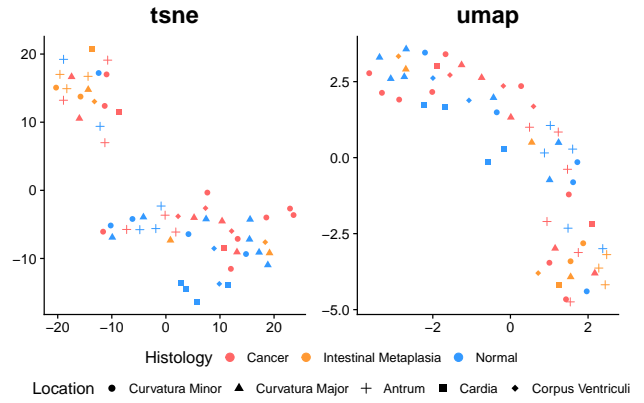 tsne umap
20
10
0
−10
−20 −10 0 10 20
2.5
0.0
−2.5
−5.0
−2 0 2
Histology Cancer Intestinal Metaplasia Normal
Location Curvatura Minor Curvatura Major Antrum Cardia Corpus Ventriculi